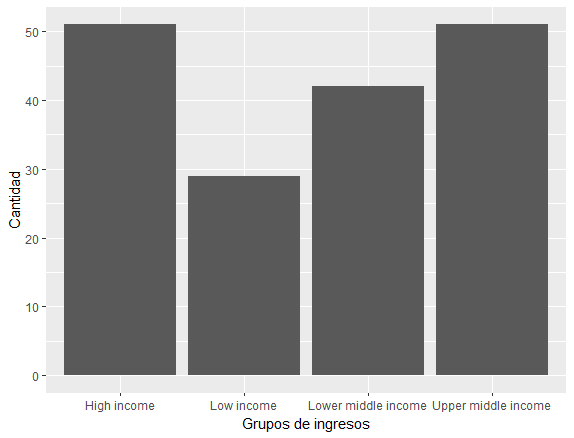 Cantidad
50
40
30
20
10
0
High income
Low income
Lower middle income
Upper middle income
Grupos de ingresos